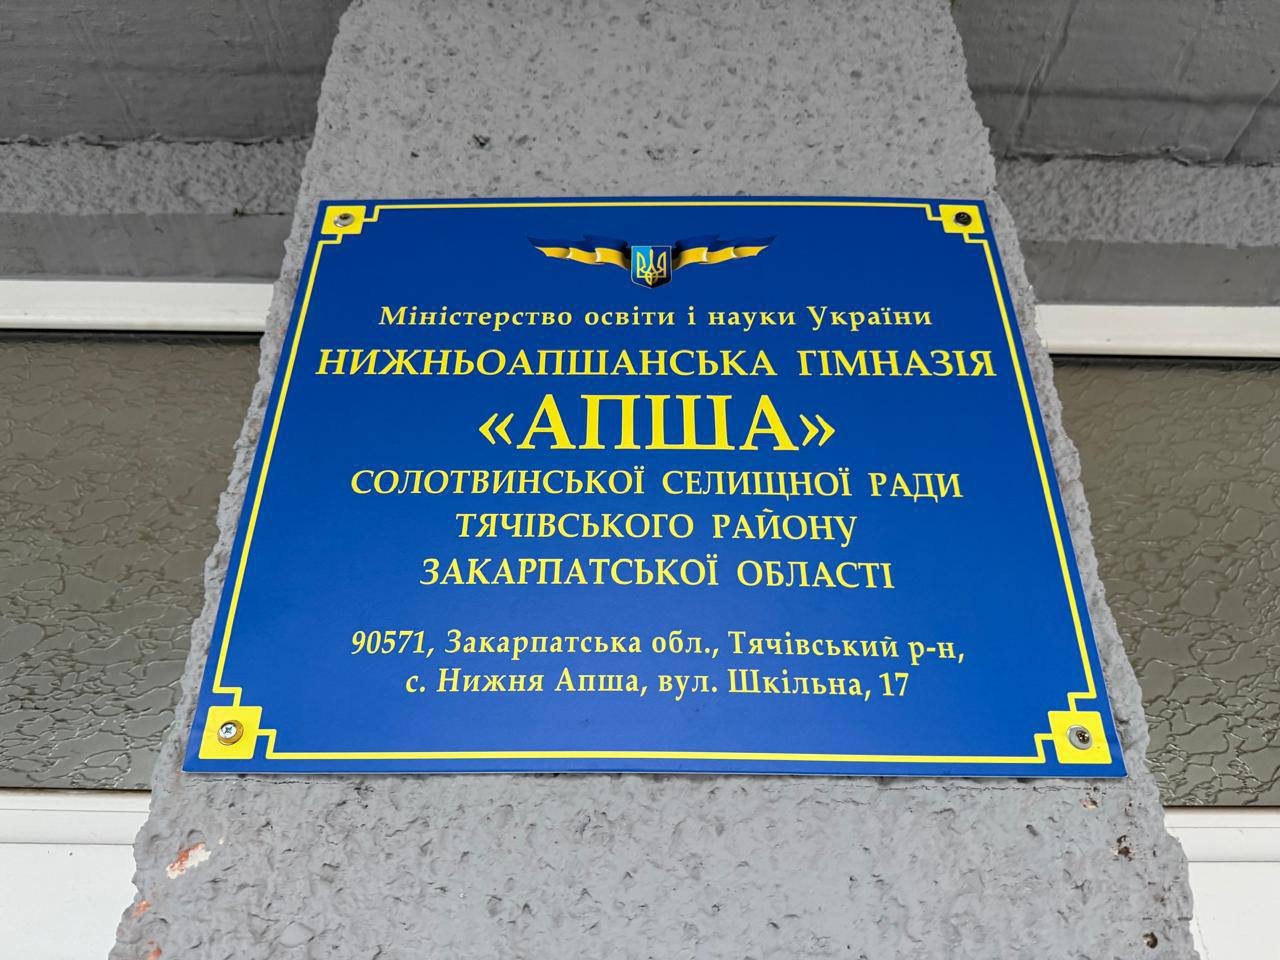 Міністерство освіти і науки України
НИЖНЬОАПШАНСЬКА ГІМНАЗІЯ
«АПША»
СОЛОТВИНСЬКОЇ СЕЛИЩНОЇ РАДИ
ТЯЧІВСЬКОГО РАЙОНУ
ЗАКАРПАТСЬКОЇ ОБЛАСТІ
90571, Закарпатська обл., Тячівський р-н,
с. Нижня Апша, вул. Шкільна, 17